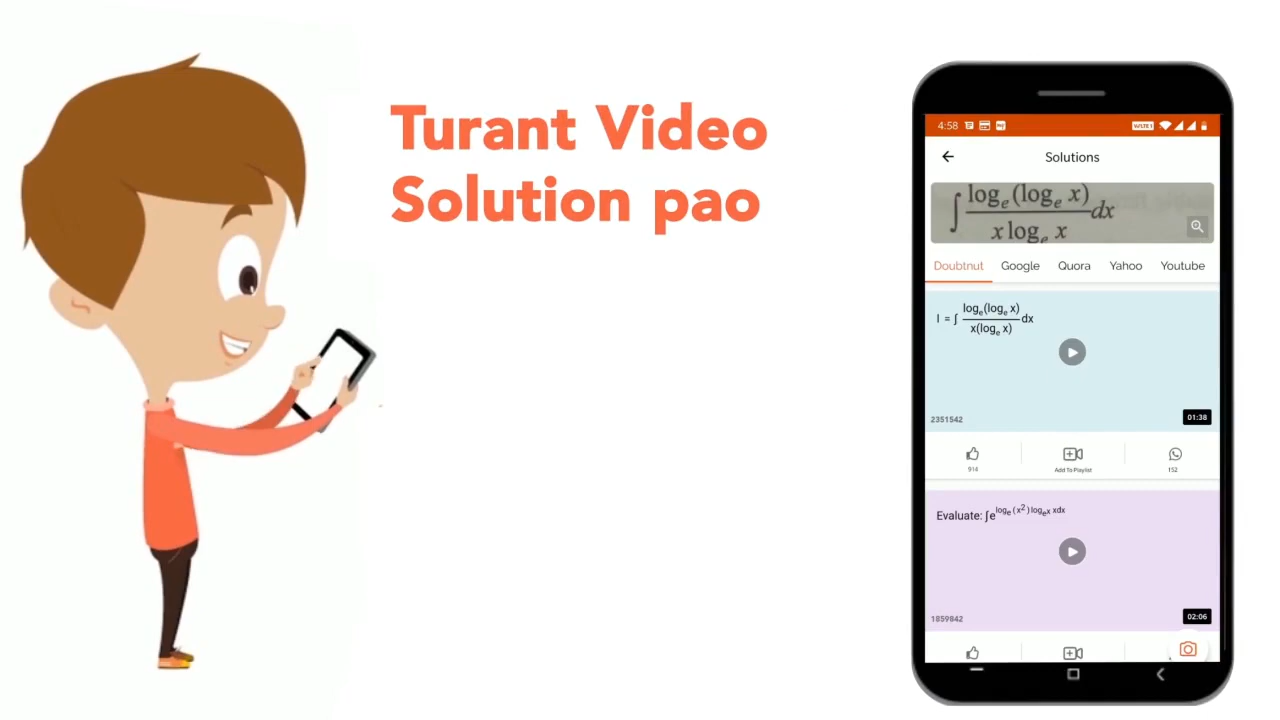 Turant Video
Solution pao
4:58
VoLTE1
Solutions
∫ logₑ(logₑ x) / x logₑ x dx
Doubtnut Google Quora Yahoo Youtube
I = ∫ logₑ(logₑ x) / x(logₑ x) dx
2351542
01:38
914
Add To Playlist
152
Evaluate: ∫e^logₑ(x²)logₑx xdx
1859842
02:06